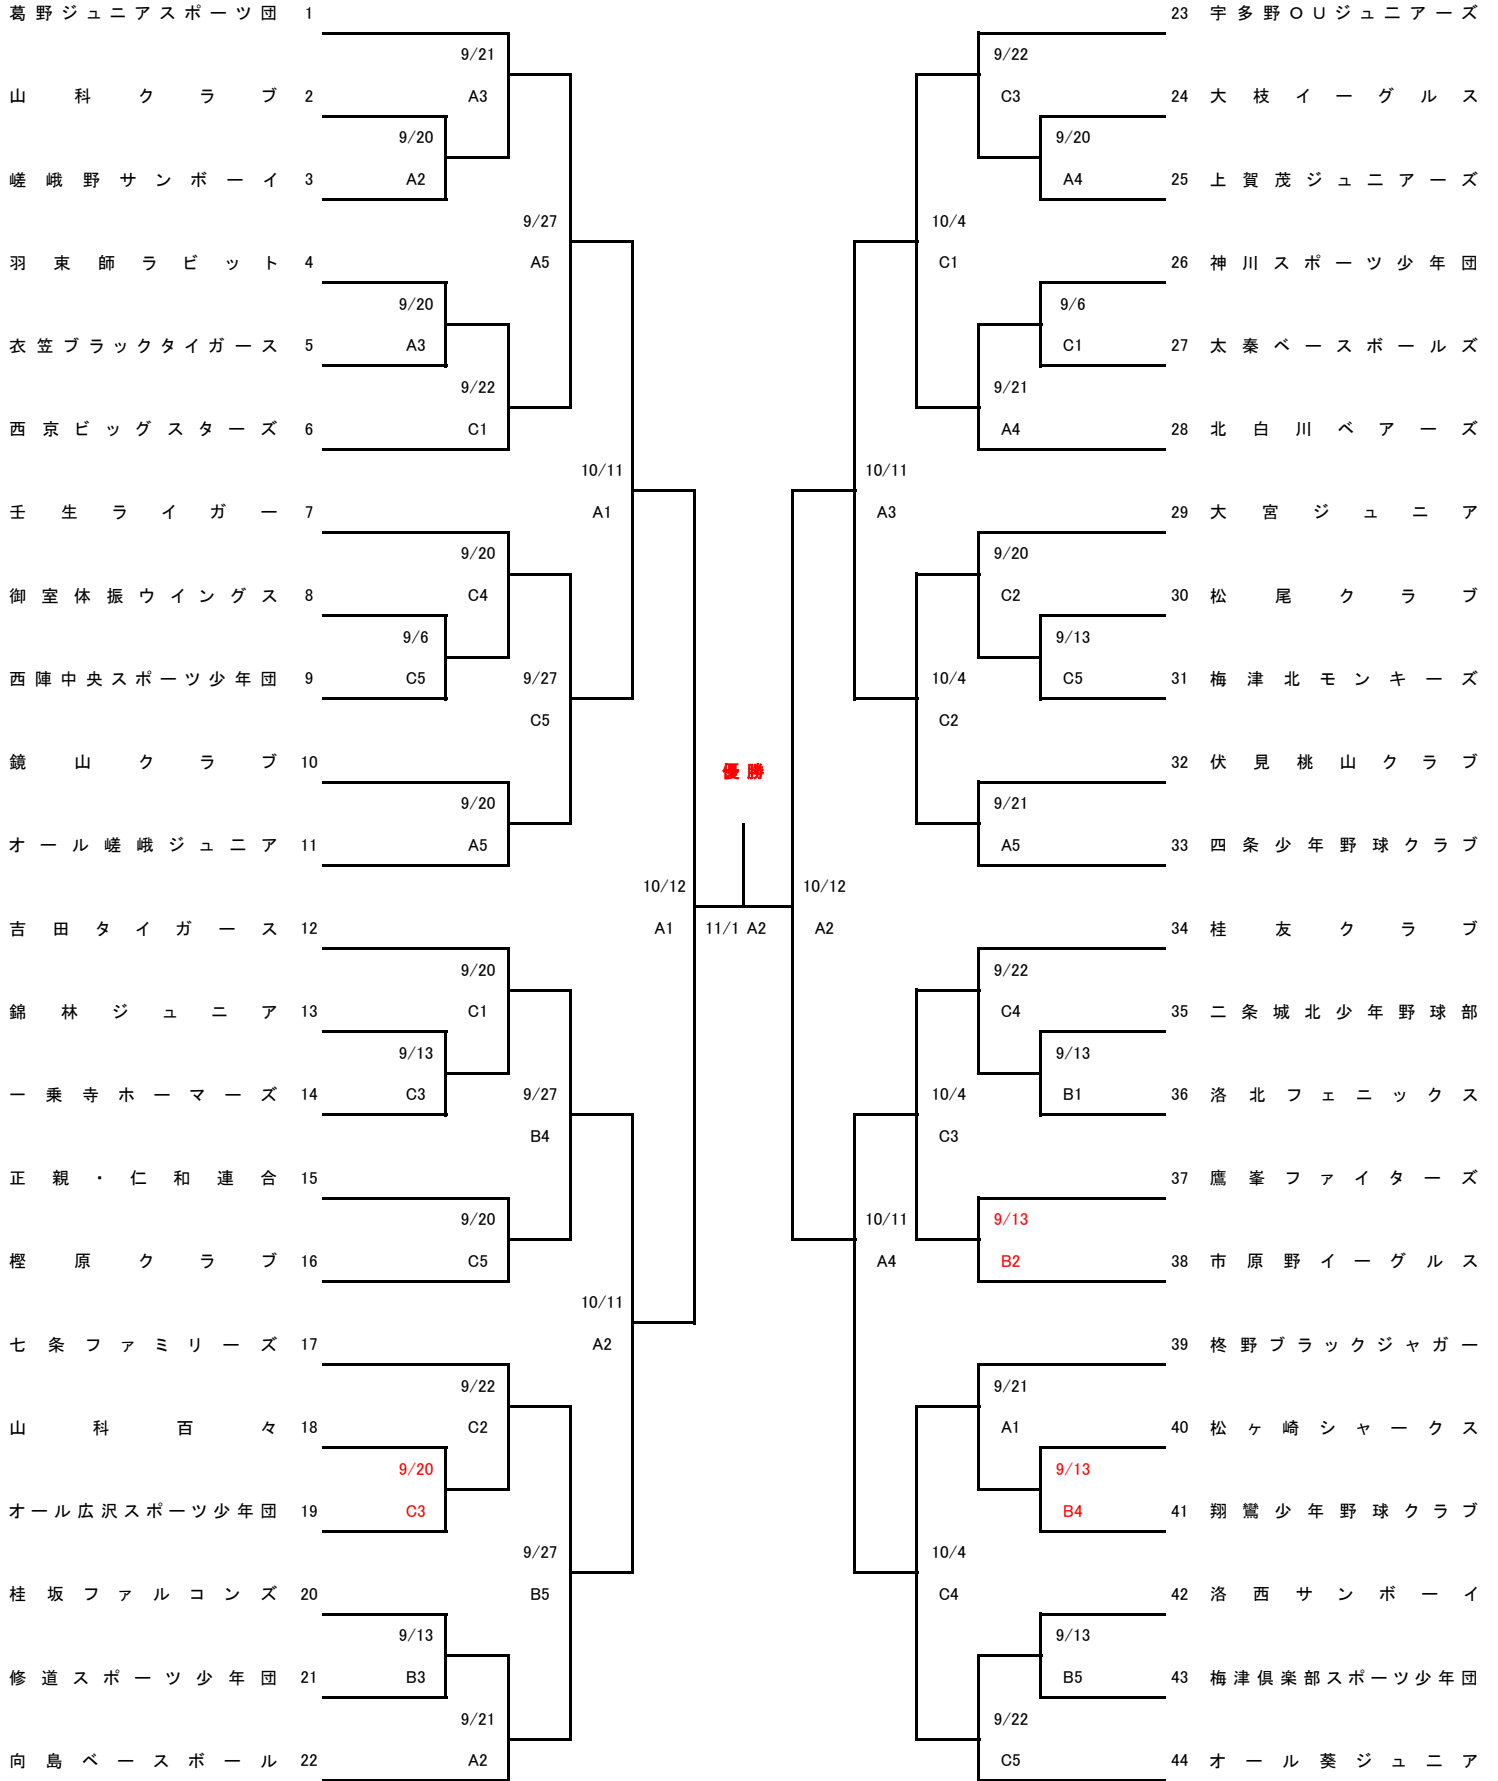 葛野ジュニアスポーツ団 1
23 宇多野OUジュニアーズ
9/21
9/22
山科クラブ 2
A3
C3
24 大枝イーグルス
9/20
9/20
嵯峨野サンボーイ 3
A2
A4
25 上賀茂ジュニアーズ
9/27
10/4
羽束師ラビット 4
A5
C1
26 神川スポーツ少年団
9/20
9/6
衣笠ブラックタイガース 5
A3
C1
27 太秦ベースボールズ
9/22
9/21
西京ビッグスターズ 6
C1
A4
28 北白川ベアーズ
10/11
10/11
壬生ライガー 7
A1
A3
29 大宮ジュニア
9/20
9/20
御室体振ウイングス 8
C4
C2
30 松尾クラブ
9/6
9/13
西陣中央スポーツ少年団 9
C5
9/27
10/4
C5
31 梅津北モンキーズ
C5
C2
鏡山クラブ 10
優勝
32 伏見桃山クラブ
9/20
9/21
オール嵯峨ジュニア 11
A5
A5
33 四条少年野球クラブ
10/12
10/12
吉田タイガース 12
A1
11/1 A2
A2
34 桂友クラブ
9/20
9/22
錦林ジュニア 13
C1
C4
35 二条城北少年野球部
9/13
9/13
一乗寺ホーマーズ 14
C3
9/27
10/4
B1
36 洛北フェニックス
B4
C3
正親・仁和連合 15
37 鷹峯ファイターズ
9/20
10/11
9/13
樫原クラブ 16
C5
A4
B2
38 市原野イーグルス
10/11
七条ファミリーズ 17
A2
39 柊野ブラックジャガー
9/22
9/21
山科百々 18
C2
A1
40 松ヶ崎シャークス
9/20
9/13
オール広沢スポーツ少年団 19
C3
B4
41 翔鸞少年野球クラブ
9/27
10/4
桂坂ファルコンズ 20
B5
C4
42 洛西サンボーイ
9/13
9/13
修道スポーツ少年団 21
B3
B5
43 梅津倶楽部スポーツ少年団
9/21
9/22
向島ベースボール 22
A2
C5
44 オール葵ジュニア